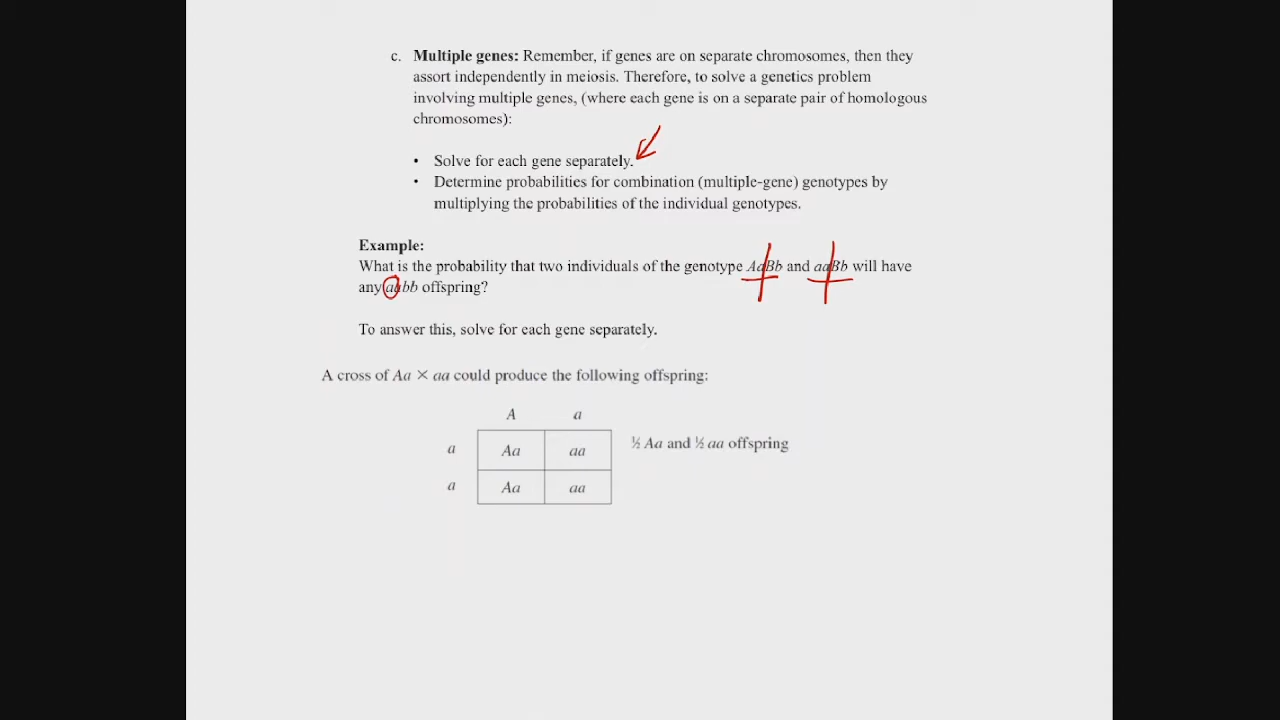 c. Multiple genes: Remember, if genes are on separate chromosomes, then they
assort independently in meiosis. Therefore, to solve a genetics problem
involving multiple genes, (where each gene is on a separate pair of homologous
chromosomes):
• Solve for each gene separately.
• Determine probabilities for combination (multiple-gene) genotypes by
multiplying the probabilities of the individual genotypes.
Example:
What is the probability that two individuals of the genotype AaBb and aaBb will have
any aabb offspring?
To answer this, solve for each gene separately.
A cross of Aa × aa could produce the following offspring:
A a
a Aa aa ½ Aa and ½ aa offspring
a Aa aa